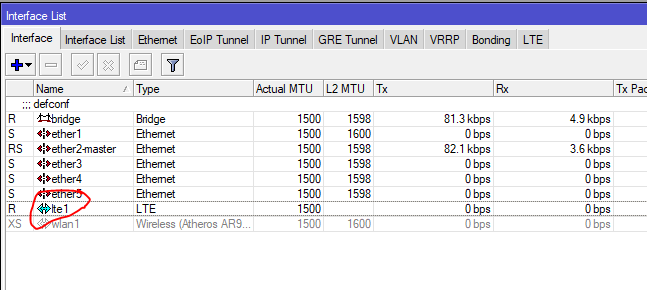 Interface List
Interface Interface List Ethernet EoIP Tunnel IP Tunnel GRE Tunnel VLAN VRRP Bonding LTE
Name / Type Actual MTU L2 MTU Tx Rx Tx Pac
;;; defconf
R bridge Bridge 1500 1598 81.3 kbps 4.9 kbps
S ether1 Ethernet 1500 1600 0 bps 0 bps
RS ether2-master Ethernet 1500 1598 82.1 kbps 3.6 kbps
S ether3 Ethernet 1500 1598 0 bps 0 bps
S ether4 Ethernet 1500 1598 0 bps 0 bps
S ether5 Ethernet 1500 1598 0 bps 0 bps
R lte1 LTE 1500 0 bps 0 bps
XS wlan1 Wireless (Atheros AR9... 1500 1600 0 bps 0 bps